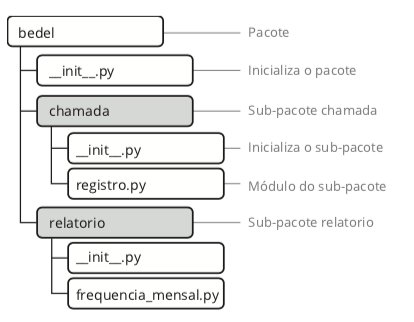 bedel Pacote
__init__.py Inicializa o pacote
chamada Sub-pacote chamada
__init__.py Inicializa o sub-pacote
registro.py Módulo do sub-pacote
relatorio Sub-pacote relatorio
__init__.py
frequencia_mensal.py